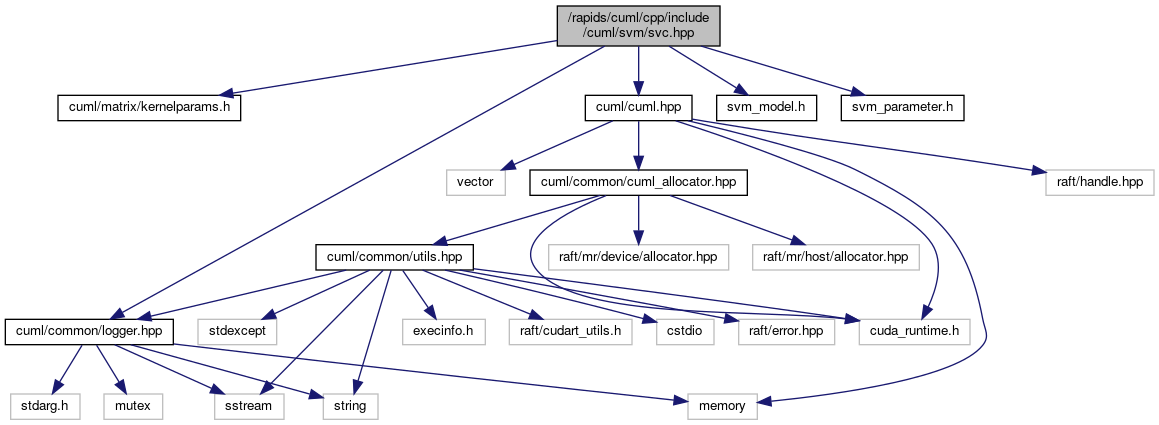 /rapids/cuml/cpp/include
/cuml/svm/svc.hpp
cuml/matrix/kernelparams.h
cuml/cuml.hpp
svm_model.h
svm_parameter.h
vector
cuml/common/cuml_allocator.hpp
raft/handle.hpp
cuml/common/utils.hpp
raft/mr/device/allocator.hpp
raft/mr/host/allocator.hpp
cuml/common/logger.hpp
stdexcept
execinfo.h
raft/cudart_utils.h
cstdio
raft/error.hpp
cuda_runtime.h
stdarg.h
mutex
sstream
string
memory